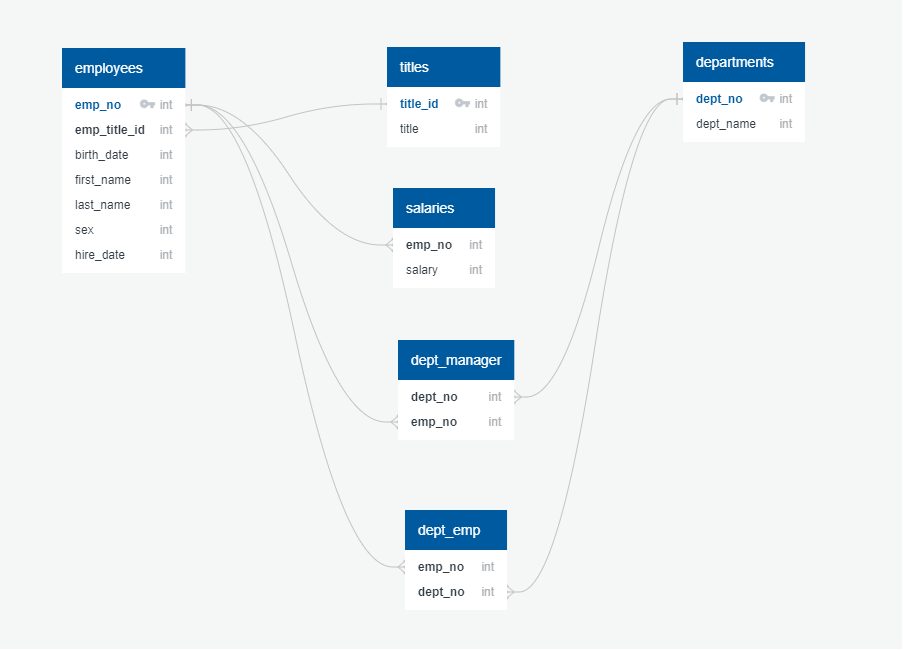 employees
emp_no int
emp_title_id int
birth_date int
first_name int
last_name int
sex int
hire_date int
titles
title_id int
title int
salaries
emp_no int
salary int
dept_manager
dept_no int
emp_no int
dept_emp
emp_no int
dept_no int
departments
dept_no int
dept_name int